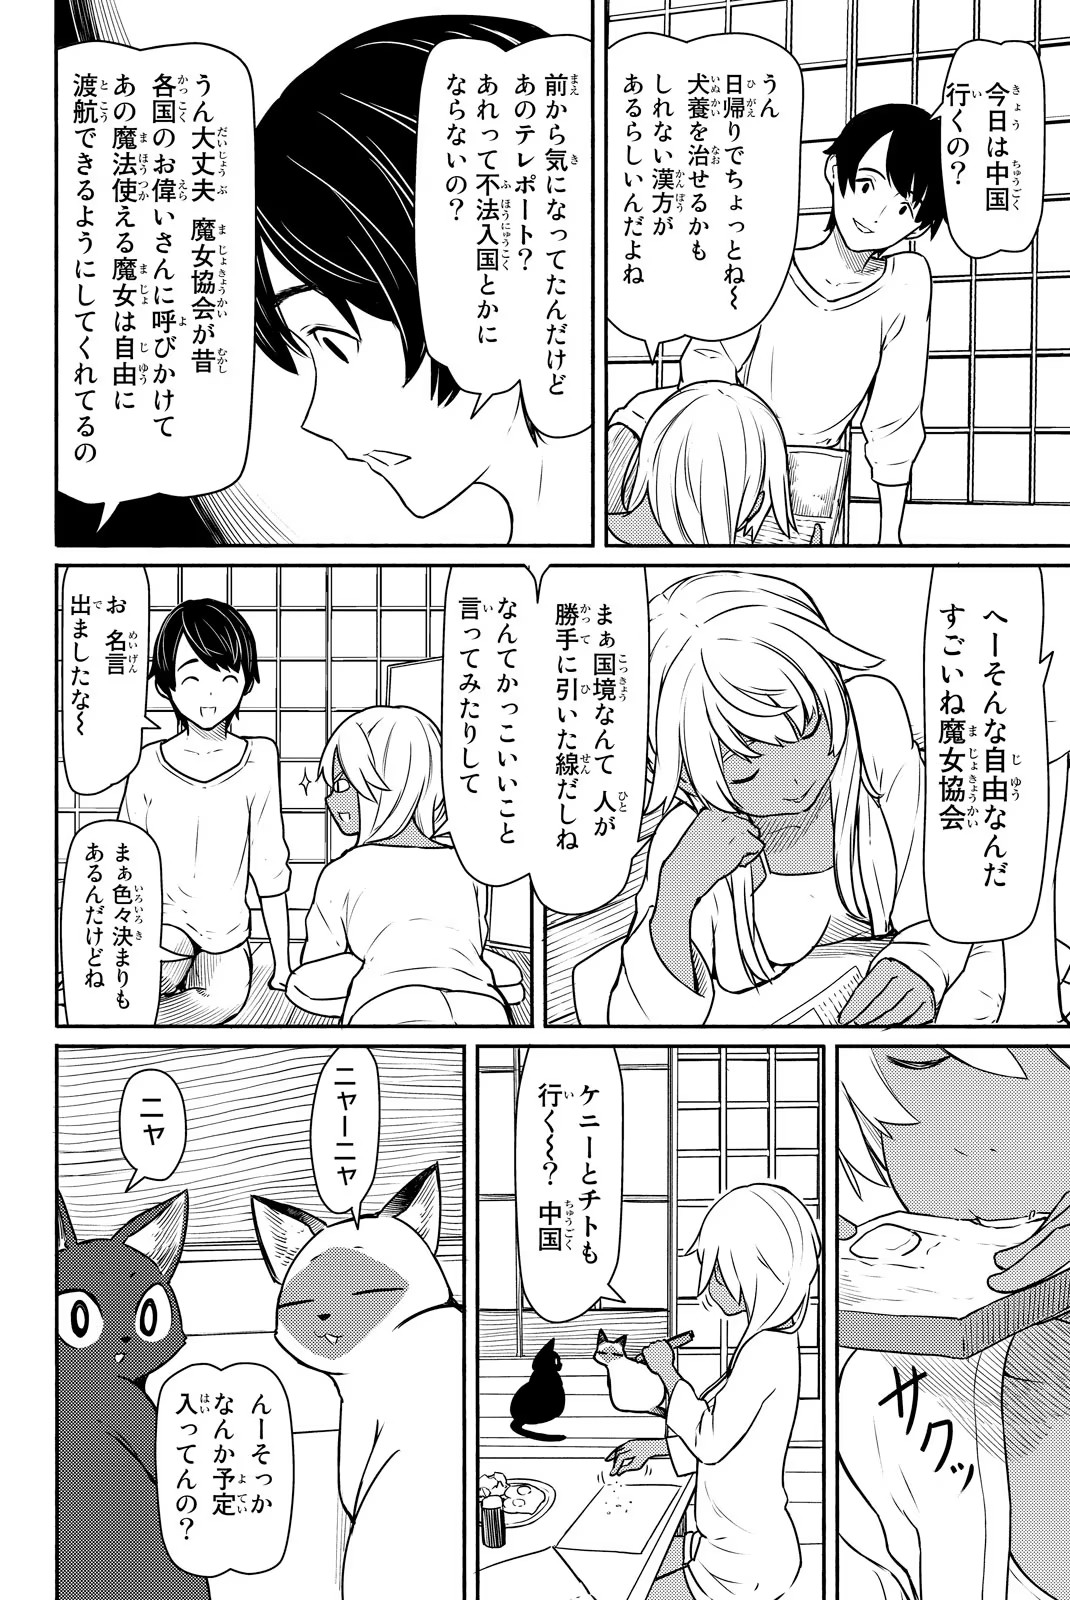 今日は中国
行くの？
うん
日帰りでちょっとね〜
犬養を治せるかも
しれない漢方が
あるらしいんだよね
前から気になってたんだけど
あのテレポート？
あれって不法入国とかに
ならないの？
うん大丈夫 魔女協会が昔
各国のお偉いさんに呼びかけて
あの魔法使える魔女は自由に
渡航できるようにしてくれてるの
へーそんな自由なんだ
すごいね魔女協会
まぁ国境なんて 人が
勝手に引いた線だしね
なんてかっこいいこと
言ってみたりして
お 名言
出ましたな〜
まぁ色々決まりも
あるんだけどね
サクッ
ケニーとチトも
行く〜？ 中国
ニャーニャ
ニャ
んーそっか
なんか予定
入ってんの？